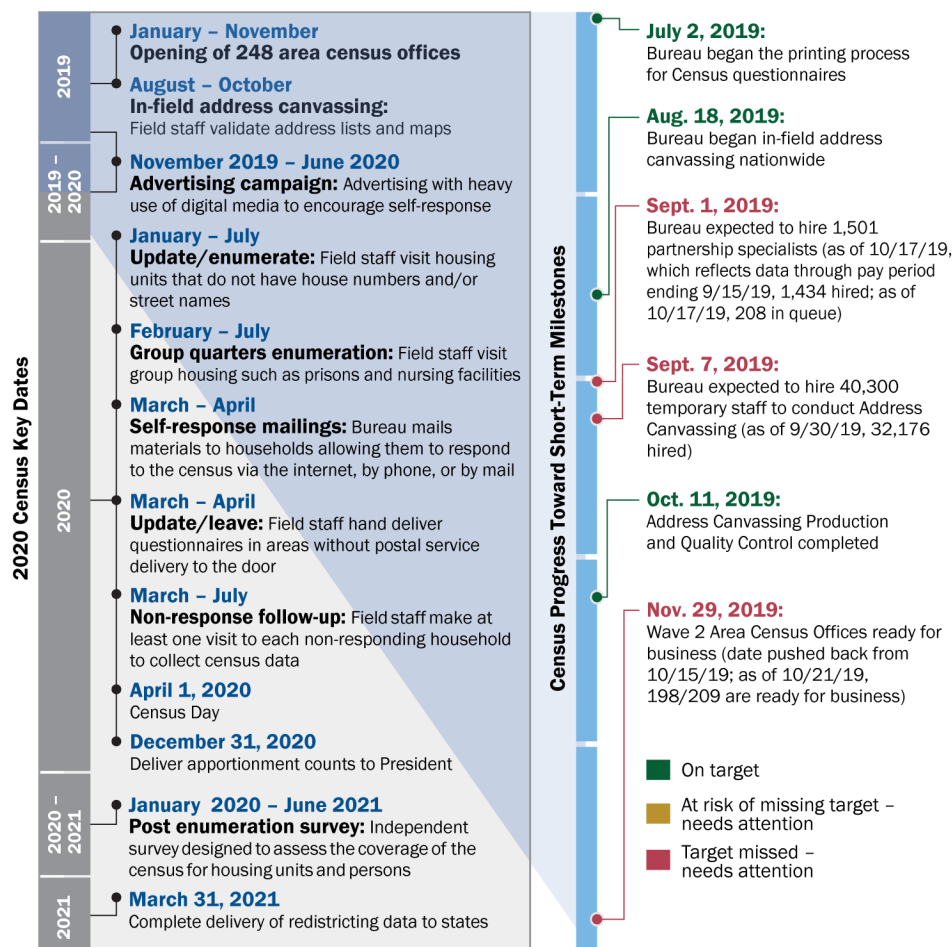 2020 Census Key Dates
2019
January – November
Opening of 248 area census offices
August – October
In-field address canvassing:
Field staff validate address lists and maps
2019 –
2020
November 2019 – June 2020
Advertising campaign: Advertising with heavy
use of digital media to encourage self-response
2020
January – July
Update/enumerate: Field staff visit housing
units that do not have house numbers and/or
street names
February – July
Group quarters enumeration: Field staff visit
group housing such as prisons and nursing facilities
March – April
Self-response mailings: Bureau mails
materials to households allowing them to respond
to the census via the internet, by phone, or by mail
March – April
Update/leave: Field staff hand deliver
questionnaires in areas without postal service
delivery to the door
March – July
Non-response follow-up: Field staff make at
least one visit to each non-responding household
to collect census data
April 1, 2020
Census Day
December 31, 2020
Deliver apportionment counts to President
2020 –
2021
January 2020 – June 2021
Post enumeration survey: Independent
survey designed to assess the coverage of the
census for housing units and persons
2021
March 31, 2021
Complete delivery of redistricting data to states
Census Progress Toward Short-Term Milestones
July 2, 2019:
Bureau began the printing process
for Census questionnaires
Aug. 18, 2019:
Bureau began in-field address
canvassing nationwide
Sept. 1, 2019:
Bureau expected to hire 1,501
partnership specialists (as of 10/17/19,
which reflects data through pay period
ending 9/15/19, 1,434 hired; as of
10/17/19, 208 in queue)
Sept. 7, 2019:
Bureau expected to hire 40,300
temporary staff to conduct Address
Canvassing (as of 9/30/19, 32,176
hired)
Oct. 11, 2019:
Address Canvassing Production
and Quality Control completed
Nov. 29, 2019:
Wave 2 Area Census Offices ready for
business (date pushed back from
10/15/19; as of 10/21/19,
198/209 are ready for business)
On target
At risk of missing target –
needs attention
Target missed –
needs attention